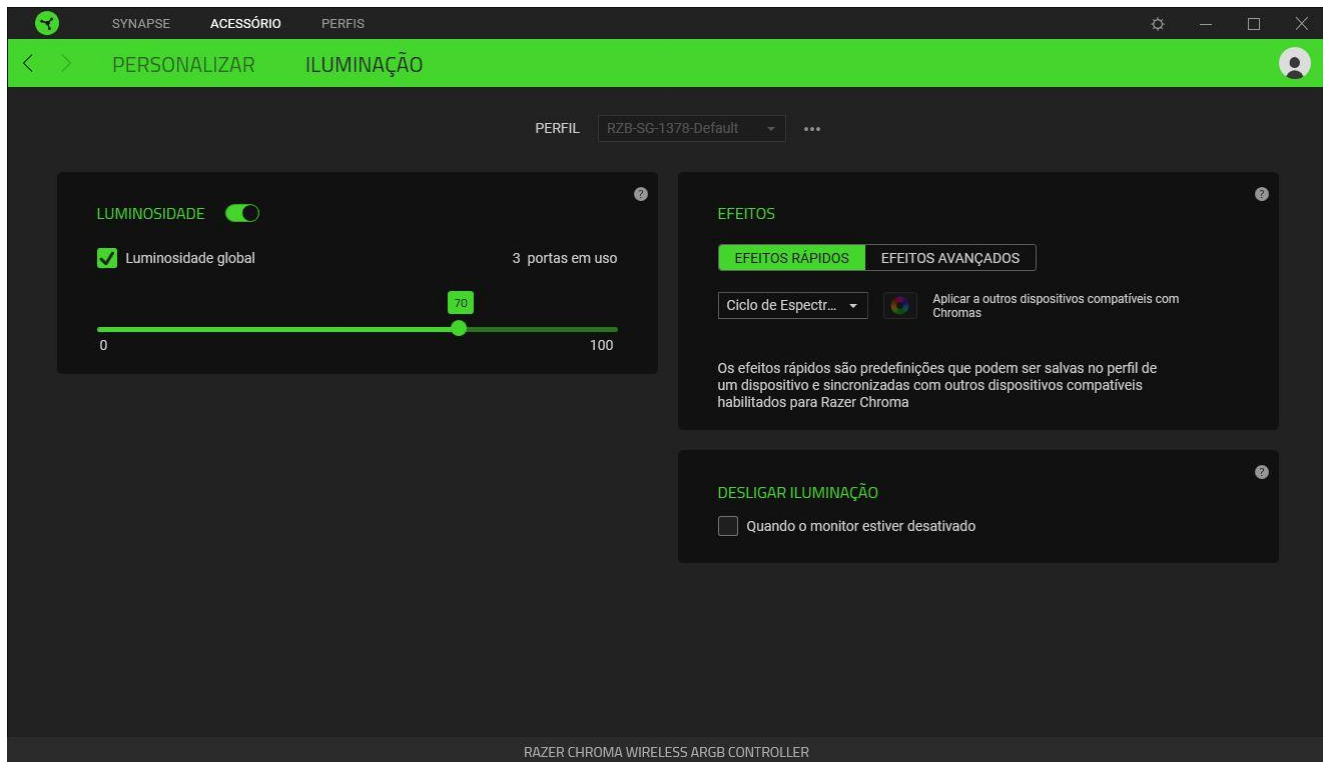 SYNAPSE ACESSÓRIO PERFIS
PERSONALIZAR ILUMINAÇÃO
PERFIL RZB-SG-1378-Default
LUMINOSIDADE
Luminosidade global 3 portas em uso
70
0 100
EFEITOS
EFEITOS RÁPIDOS EFEITOS AVANÇADOS
Ciclo de Espectr...
Aplicar a outros dispositivos compatíveis com
Chromas
Os efeitos rápidos são predefinições que podem ser salvas no perfil de
um dispositivo e sincronizadas com outros dispositivos compatíveis
habilitados para Razer Chroma
DESLIGAR ILUMINAÇÃO
Quando o monitor estiver desativado
RAZER CHROMA WIRELESS ARGB CONTROLLER